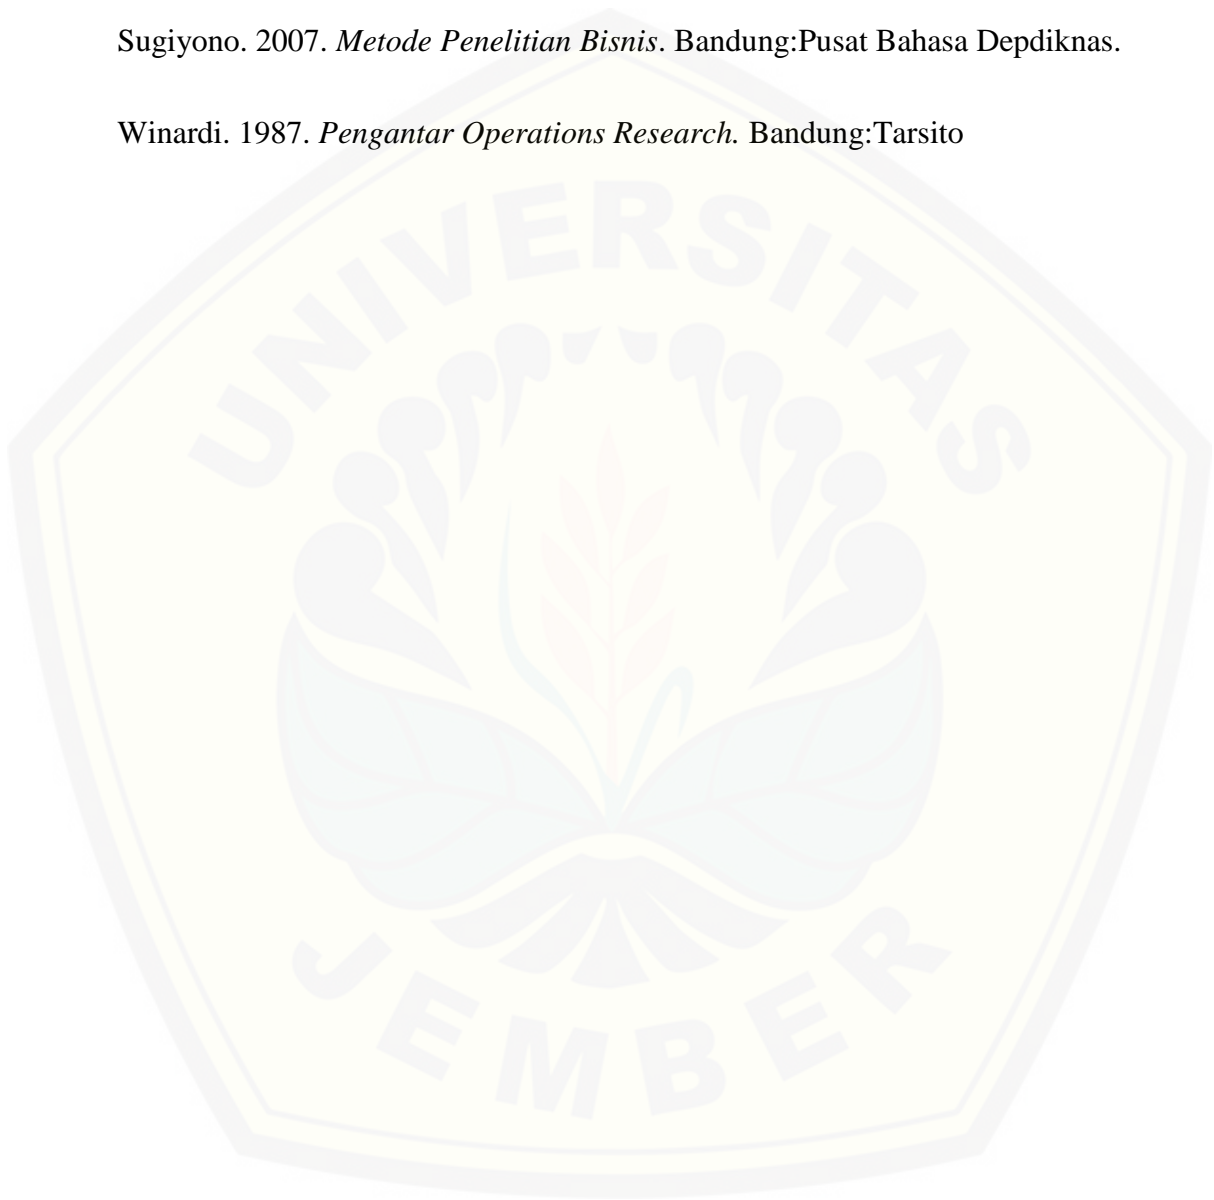 Sugiyono. 2007. Metode Penelitian Bisnis. Bandung:Pusat Bahasa Depdiknas.
Winardi. 1987. Pengantar Operations Research. Bandung:Tarsito
UNIVERSITAS
JEMBER